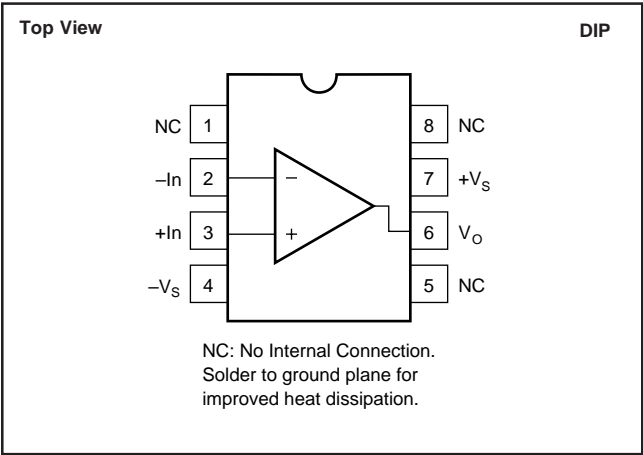 Top View
DIP
NC 1
8 NC
–In 2
–
7 +VS
+In 3
+
6 VO
–VS 4
5 NC
NC: No Internal Connection.
Solder to ground plane for
improved heat dissipation.